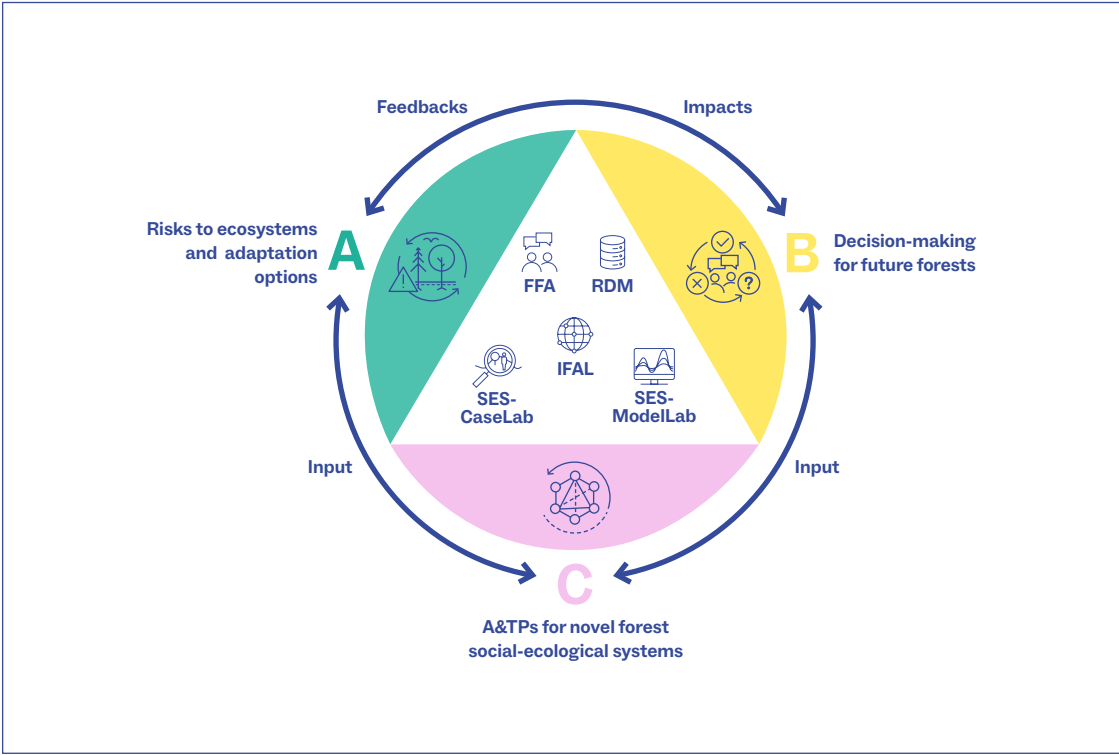 Feedbacks
Impacts
Risks to ecosystems
and adaptation
options
A
B
Decision-making
for future forests
FFA
RDM
?
IFAL
SES-
CaseLab
SES-
ModelLab
Input
Input
C
A&TPs for novel forest
social-ecological systems